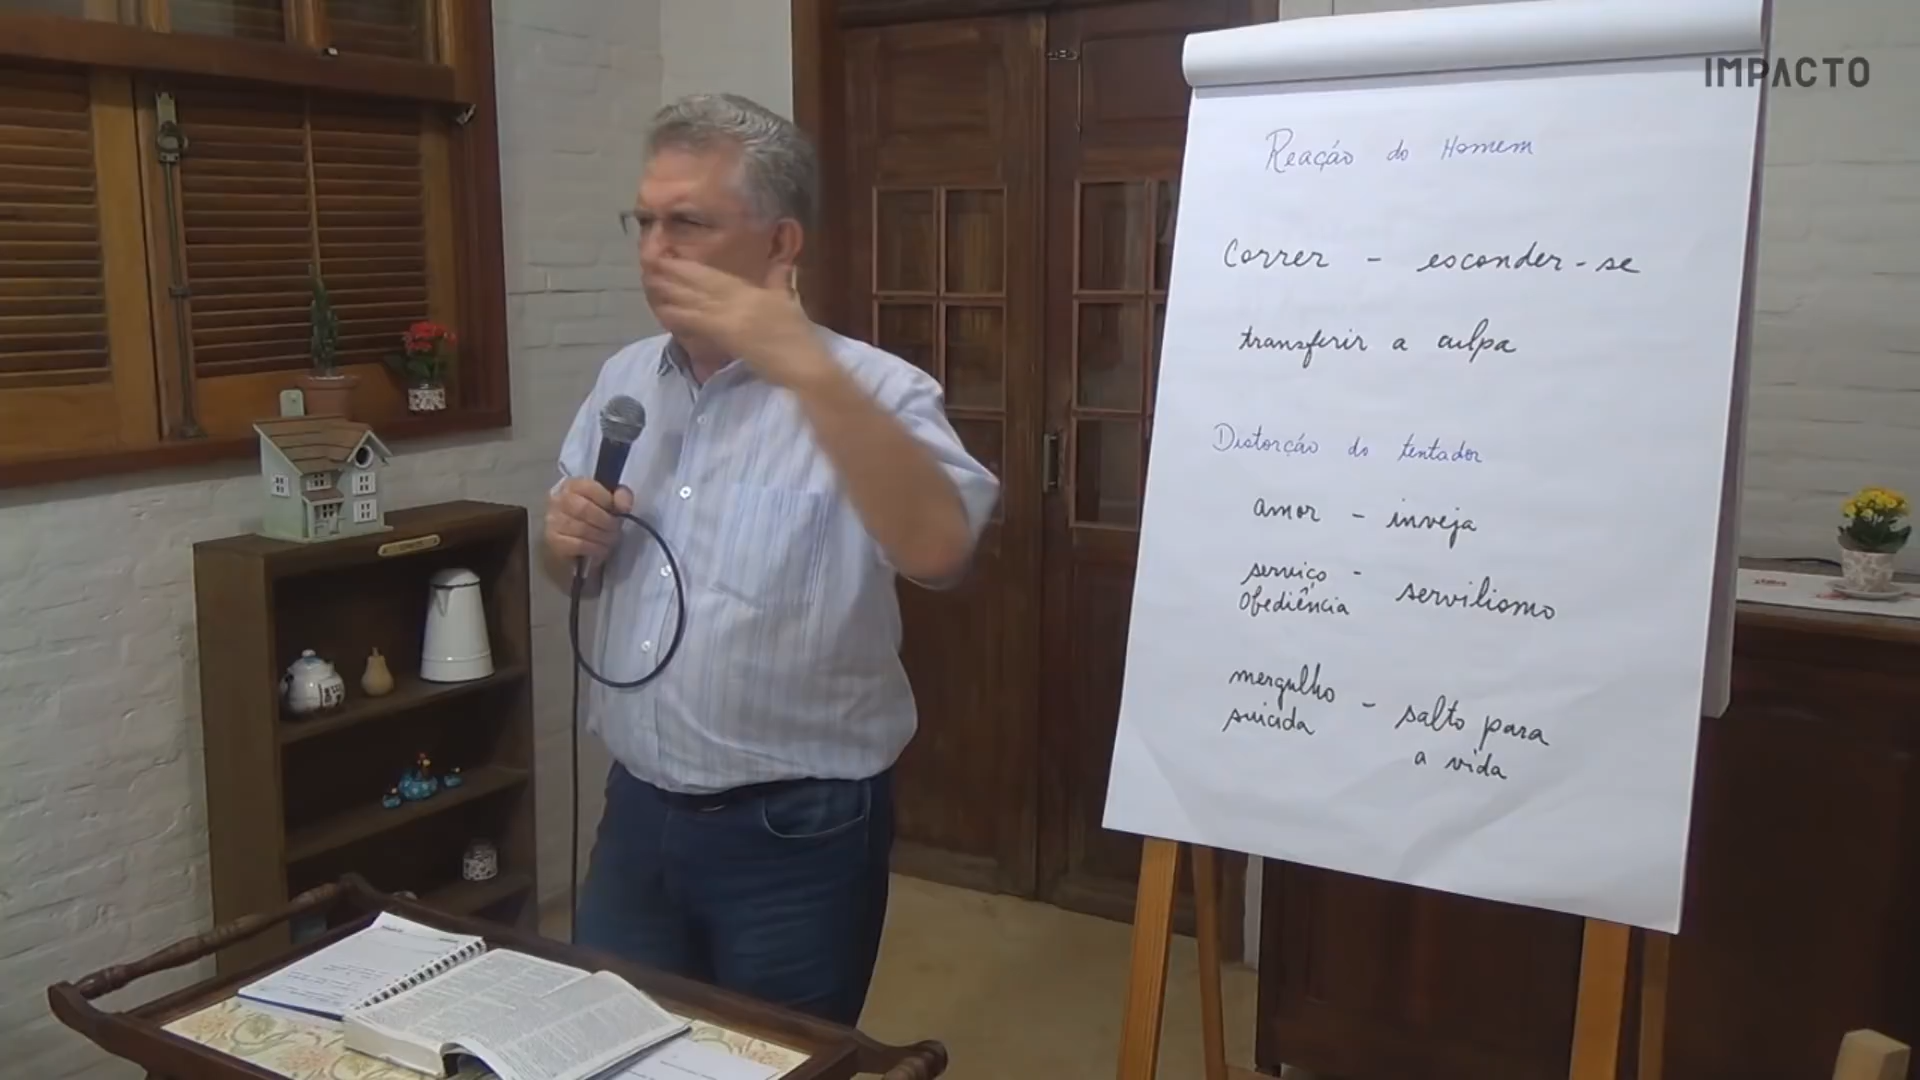 IMPACTO
Reação do Homem
Correr - esconder-se
transferir a culpa
Distorção do tentador
amor - inveja
serviço - servilismo
Obediência
mergulho - salto para
suicida a vida